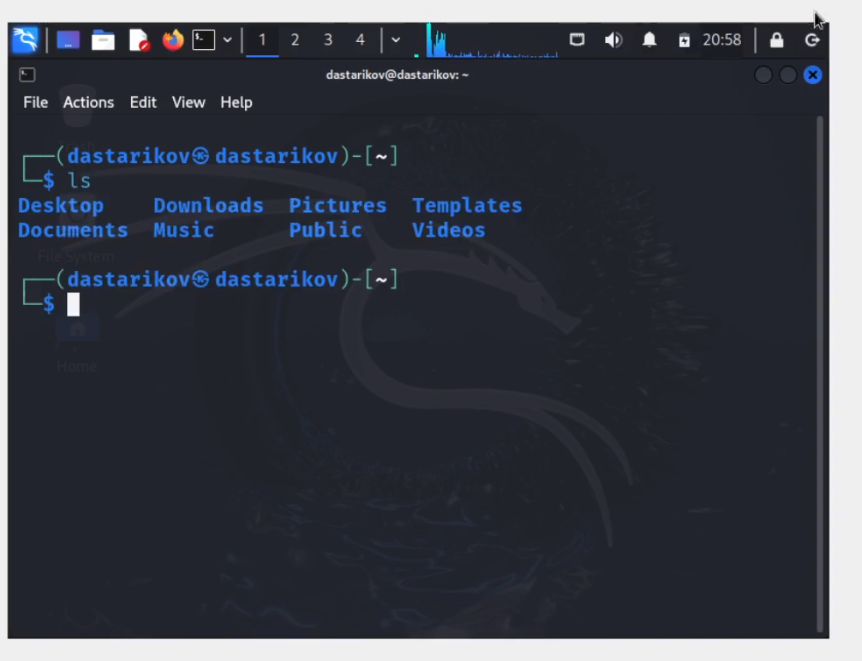 1 2 3 4 20:58
dastarikov@dastarikov: ~
File Actions Edit View Help
┌──(dastarikov㉿dastarikov)-[~]
└─$ ls
Desktop Downloads Pictures Templates
Documents Music Public Videos
File System
┌──(dastarikov㉿dastarikov)-[~]
└─$
Home